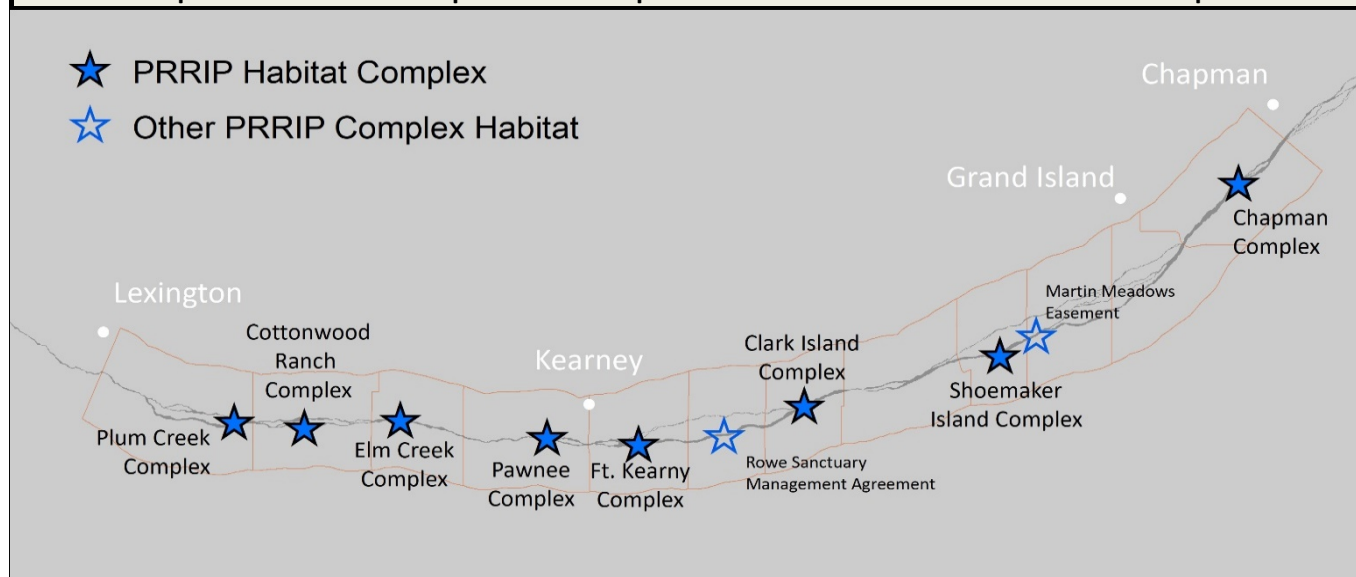 PRRIP Habitat Complex
Other PRRIP Complex Habitat
Chapman
Grand Island
Chapman
Complex
Lexington
Cottonwood
Ranch
Complex
Kearney
Clark Island
Complex
Martin Meadows
Easement
Shoemaker
Island Complex
Plum Creek
Complex
Elm Creek
Complex
Pawnee
Complex
Ft. Kearny
Complex
Rowe Sanctuary
Management Agreement